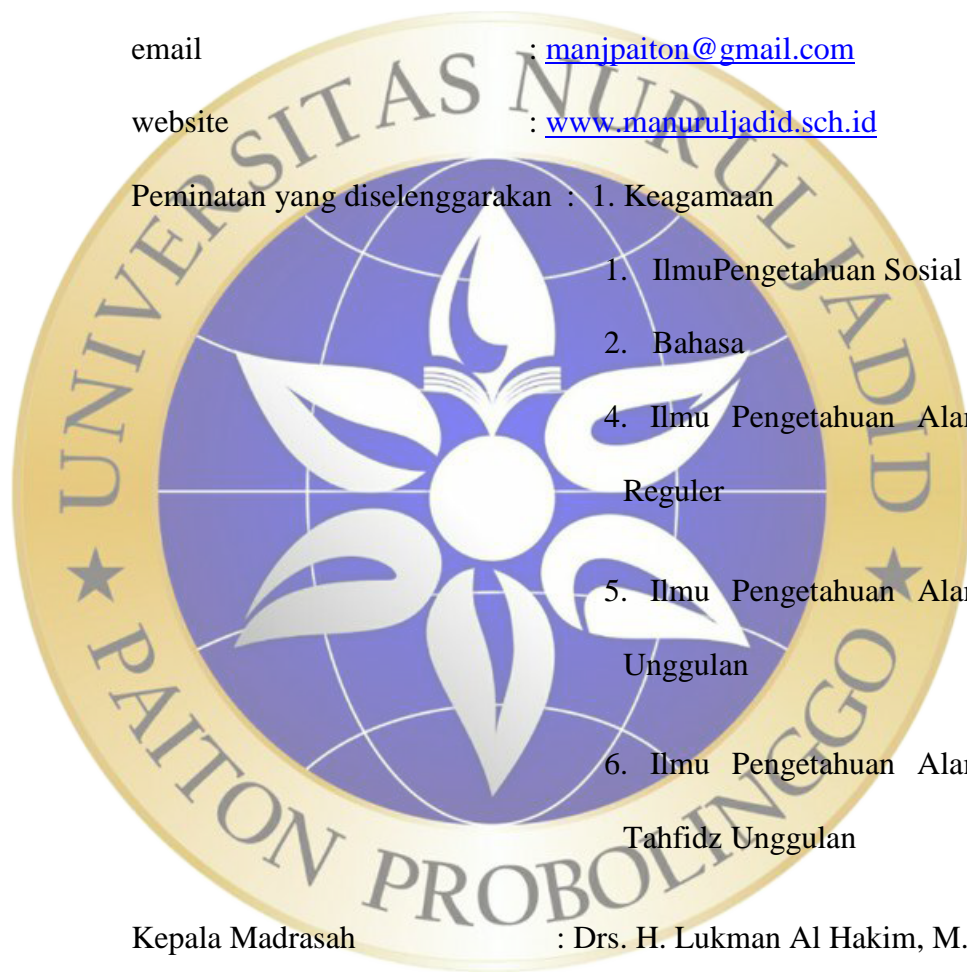 email : manjpaiton@gmail.com
website : www.manuruljadid.sch.id
Peminatan yang diselenggarakan : 1. Keagamaan
1. IlmuPengetahuan Sosial
2. Bahasa
4. Ilmu Pengetahuan
Reguler
5. Ilmu Pengetahuan
Unggulan
6. Ilmu Pengetahuan
Tahfidz Unggulan
Kepala Madrasah : Drs. H. Lukman Al Hakim, M.
UNIVERSITAS NURUL JADID
★ PAITON PROBOLINGGO ★